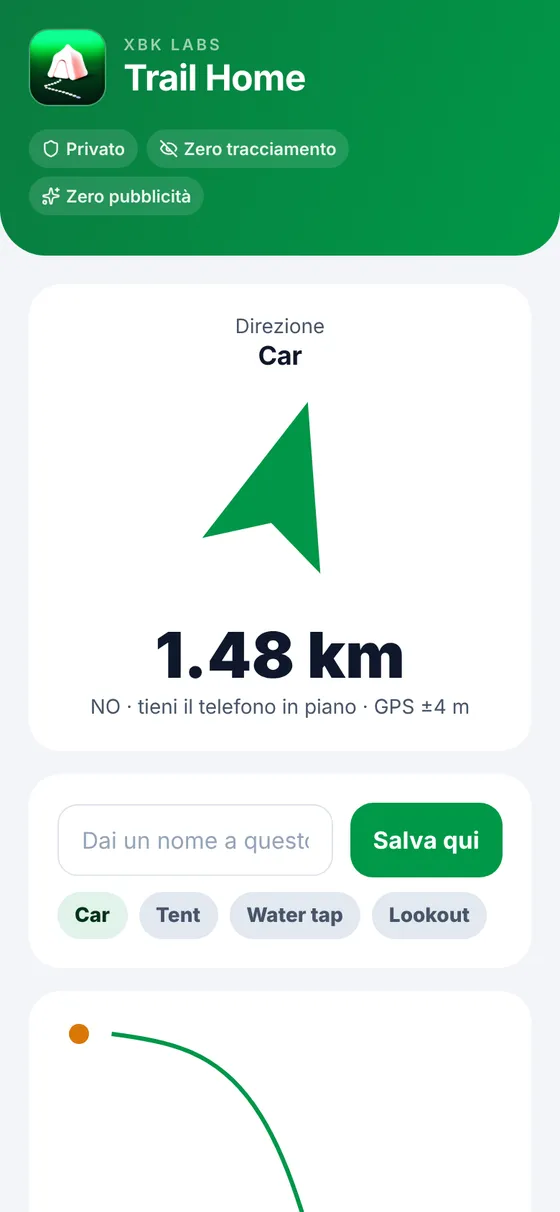 XBK LABS
Trail Home
Privato
Zero tracciamento
Zero pubblicità
Direzione
Car
1.48 km
NO · tieni il telefono in piano · GPS ±4 m
Dai un nome a questo
Salva qui
Car
Tent
Water tap
Lookout